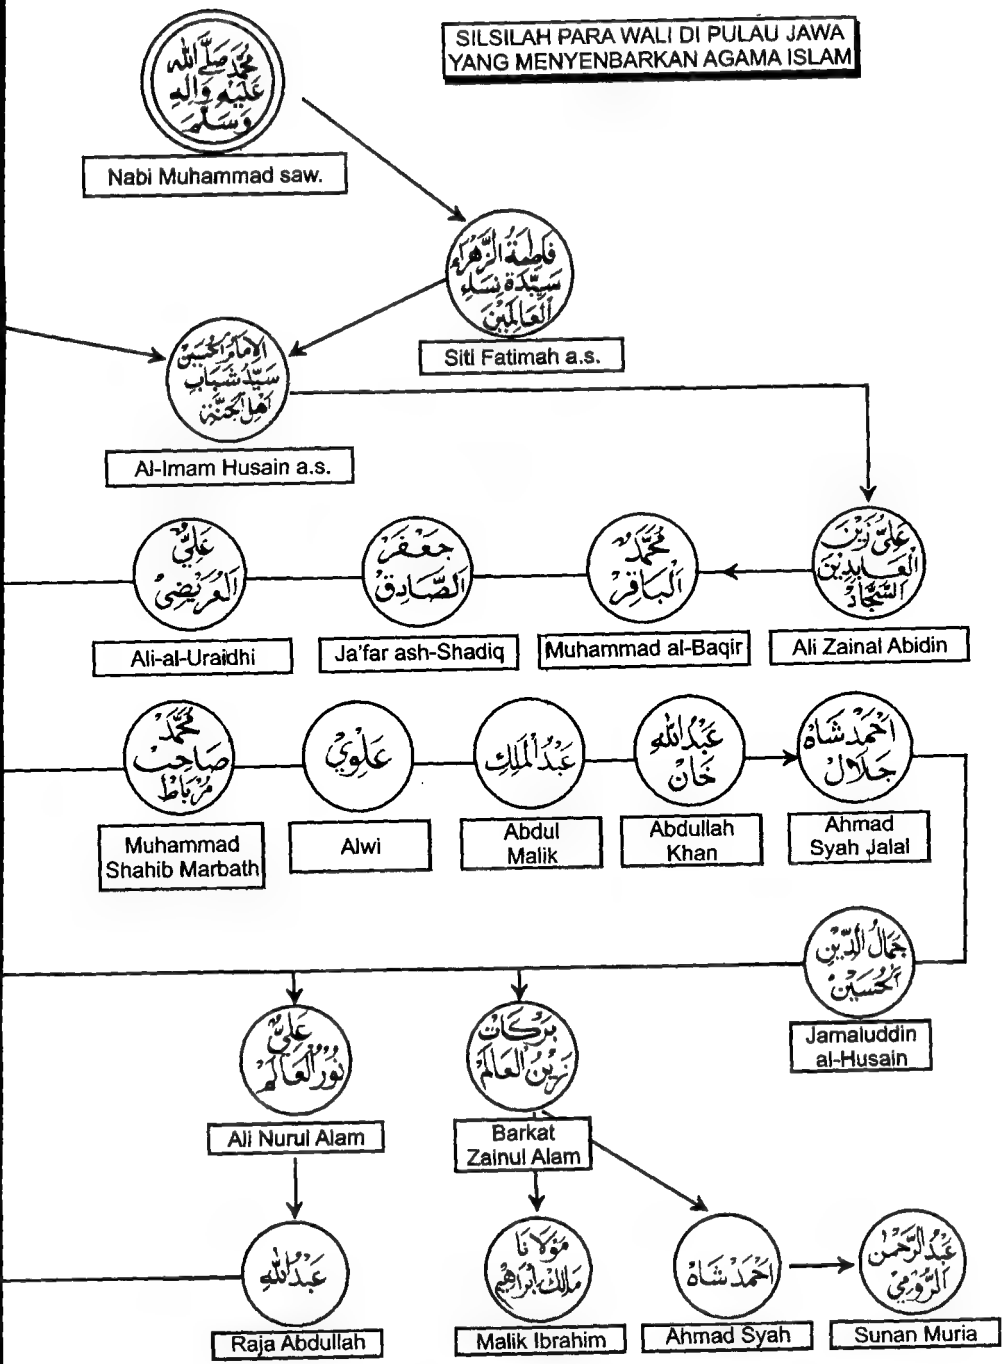 SILSILAH PARA WALI DI PULAU JAWA
YANG MENYENBARKAN AGAMA ISLAM
محمد صلى الله
عليه واله
وسلم
Nabi Muhammad saw.
فاطمة الزهراء
سيدة نساء
العالمين
Siti Fatimah a.s.
الإمام الحسين
سيد شباب
اهل الجنة
Al-Imam Husain a.s.
علي
العريضي
Ali-al-Uraidhi
جعفر
الصادق
Ja'far ash-Shadiq
محمد
الباقر
Muhammad al-Baqir
علي زين
العابدين
السجاد
Ali Zainal Abidin
محمد
صاحب
مرباط
Muhammad
Shahib Marbath
علوي
Alwi
عبد الملك
Abdul
Malik
عبد الله
خان
Abdullah
Khan
احمد شاه
جلال
Ahmad
Syah Jalal
جمال الدين
الحسين
Jamaluddin
al-Husain
علي
نور العالم
Ali Nurul Alam
بركات
زين العالم
Barkat
Zainul Alam
عبد الله
Raja Abdullah
مولانا
مالك ابراهيم
Malik Ibrahim
احمد شاه
Ahmad Syah
عبد الرحمن
الرومي
Sunan Muria